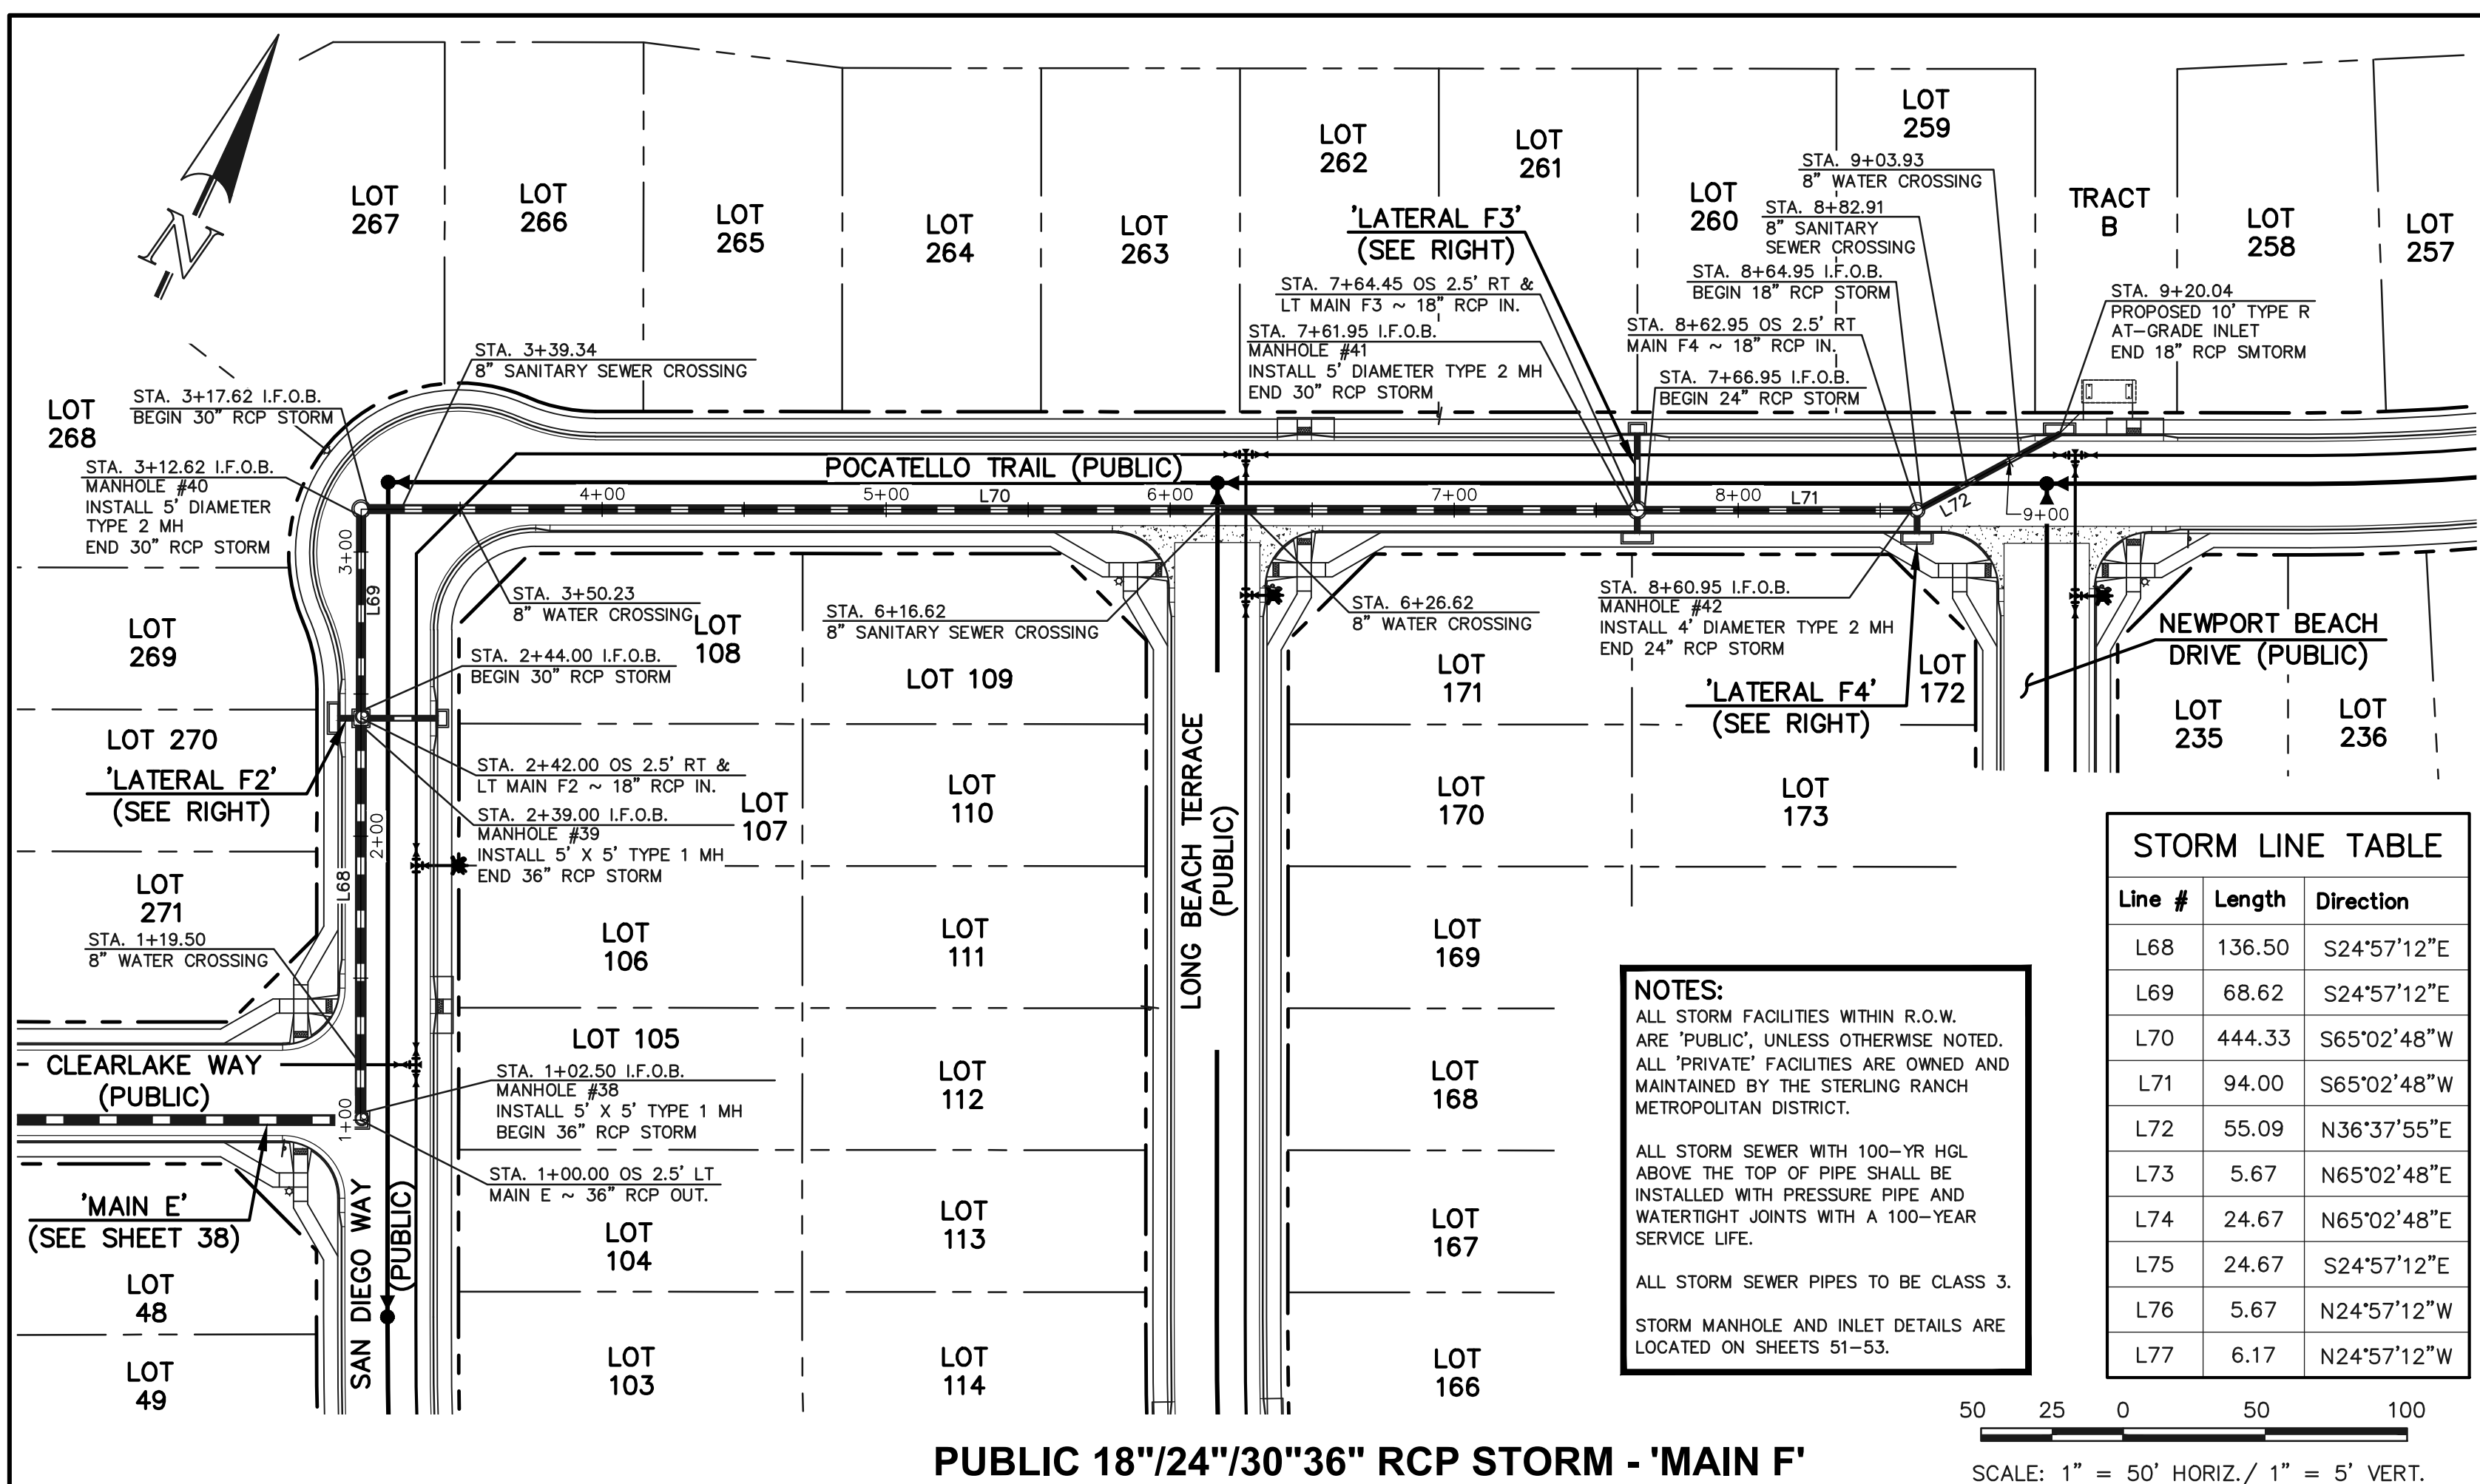 N
LOT
267
LOT
266
LOT
265
LOT
264
LOT
263
LOT
262
LOT
261
LOT
260
LOT
259
TRACT
B
LOT
258
LOT
257
'LATERAL F3'
(SEE RIGHT)
STA. 9+03.93
8" WATER CROSSING
STA. 8+82.91
8" SANITARY
SEWER CROSSING
STA. 8+64.95 I.F.O.B.
BEGIN 18" RCP STORM
STA. 8+62.95 OS 2.5' RT
MAIN F4 ~ 18" RCP IN.
STA. 7+66.95 I.F.O.B.
BEGIN 24" RCP STORM
STA. 9+20.04
PROPOSED 10' TYPE R
AT-GRADE INLET
END 18" RCP SMTORM
STA. 7+64.45 OS 2.5' RT &
LT MAIN F3 ~ 18" RCP IN.
STA. 7+61.95 I.F.O.B.
MANHOLE #41
INSTALL 5' DIAMETER TYPE 2 MH
END 30" RCP STORM
STA. 3+39.34
8" SANITARY SEWER CROSSING
STA. 3+17.62 I.F.O.B.
BEGIN 30" RCP STORM
LOT
268
STA. 3+12.62 I.F.O.B.
MANHOLE #40
INSTALL 5' DIAMETER
TYPE 2 MH
END 30" RCP STORM
POCATELLO TRAIL (PUBLIC)
4+00
5+00
L70
6+00
7+00
8+00
L71
L72
9+00
3+00
L69
STA. 3+50.23
8" WATER CROSSING
STA. 6+16.62
8" SANITARY SEWER CROSSING
STA. 6+26.62
8" WATER CROSSING
STA. 8+60.95 I.F.O.B.
MANHOLE #42
INSTALL 4' DIAMETER TYPE 2 MH
END 24" RCP STORM
NEWPORT BEACH
DRIVE (PUBLIC)
LOT
269
LOT
108
LOT 109
LOT
171
LOT
172
'LATERAL F4'
(SEE RIGHT)
LOT
235
LOT
236
STA. 2+44.00 I.F.O.B.
BEGIN 30" RCP STORM
LOT 270
'LATERAL F2'
(SEE RIGHT)
STA. 2+42.00 OS 2.5' RT &
LT MAIN F2 ~ 18" RCP IN.
STA. 2+39.00 I.F.O.B.
MANHOLE #39
INSTALL 5' X 5' TYPE 1 MH
END 36" RCP STORM
LOT
107
LOT
110
LONG BEACH TERRACE
(PUBLIC)
LOT
170
LOT
173
2+00
L68
LOT
271
STA. 1+19.50
8" WATER CROSSING
LOT
106
LOT
111
LOT
169
CLEARLAKE WAY
(PUBLIC)
LOT 105
STA. 1+02.50 I.F.O.B.
MANHOLE #38
INSTALL 5' X 5' TYPE 1 MH
BEGIN 36" RCP STORM
1+00
STA. 1+00.00 OS 2.5' LT
MAIN E ~ 36" RCP OUT.
LOT
112
LOT
168
'MAIN E'
(SEE SHEET 38)
SAN DIEGO WAY
(PUBLIC)
LOT
104
LOT
113
LOT
167
LOT
48
LOT
49
LOT
103
LOT
114
LOT
166
NOTES:
ALL STORM FACILITIES WITHIN R.O.W.
ARE 'PUBLIC', UNLESS OTHERWISE NOTED.
ALL 'PRIVATE' FACILITIES ARE OWNED AND
MAINTAINED BY THE STERLING RANCH
METROPOLITAN DISTRICT.
ALL STORM SEWER WITH 100-YR HGL
ABOVE THE TOP OF PIPE SHALL BE
INSTALLED WITH PRESSURE PIPE AND
WATERTIGHT JOINTS WITH A 100-YEAR
SERVICE LIFE.
ALL STORM SEWER PIPES TO BE CLASS 3.
STORM MANHOLE AND INLET DETAILS ARE
LOCATED ON SHEETS 51-53.
STORM LINE TABLE
Line # Length Direction
L68 136.50 S24°57'12"E
L69 68.62 S24°57'12"E
L70 444.33 S65°02'48"W
L71 94.00 S65°02'48"W
L72 55.09 N36°37'55"E
L73 5.67 N65°02'48"E
L74 24.67 N65°02'48"E
L75 24.67 S24°57'12"E
L76 5.67 N24°57'12"W
L77 6.17 N24°57'12"W
50 25 0 50 100
SCALE: 1" = 50' HORIZ./ 1" = 5' VERT.
PUBLIC 18"/24"/30"36" RCP STORM - 'MAIN F'